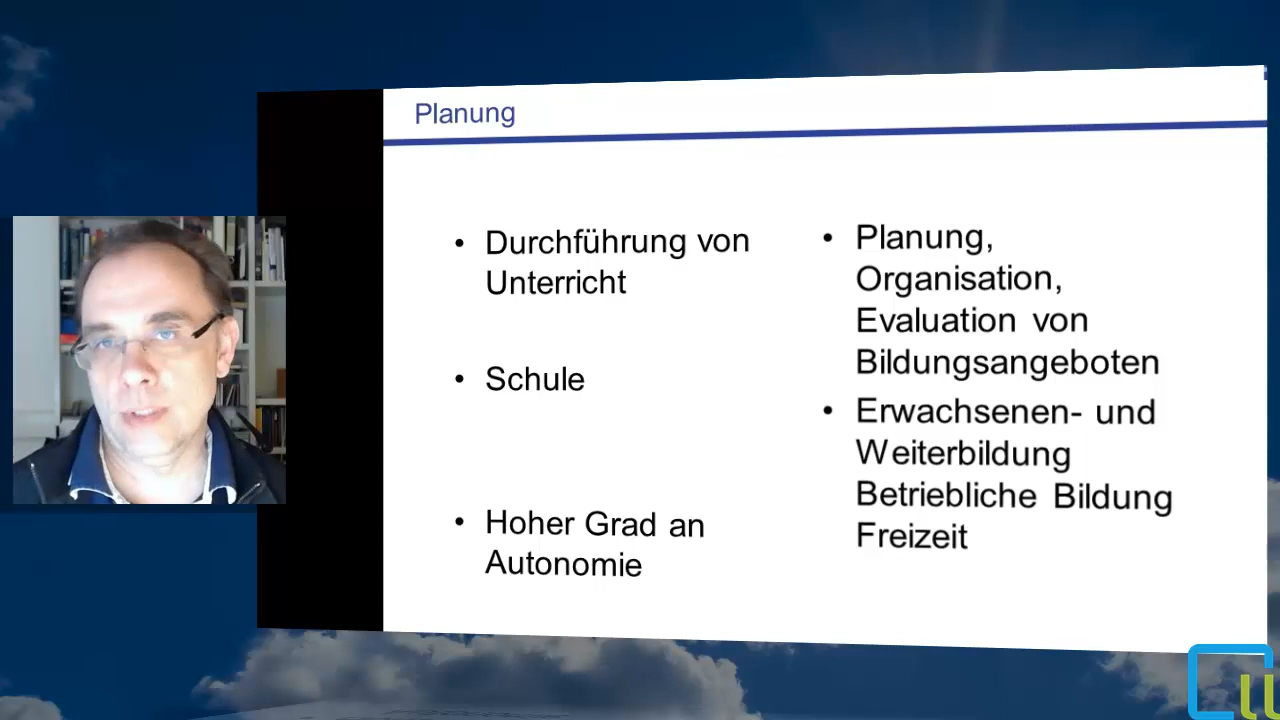 Planung
• Durchführung von
Unterricht
• Schule
• Hoher Grad an
Autonomie
• Planung,
Organisation,
Evaluation von
Bildungsangeboten
• Erwachsenen- und
Weiterbildung
Betriebliche Bildung
Freizeit